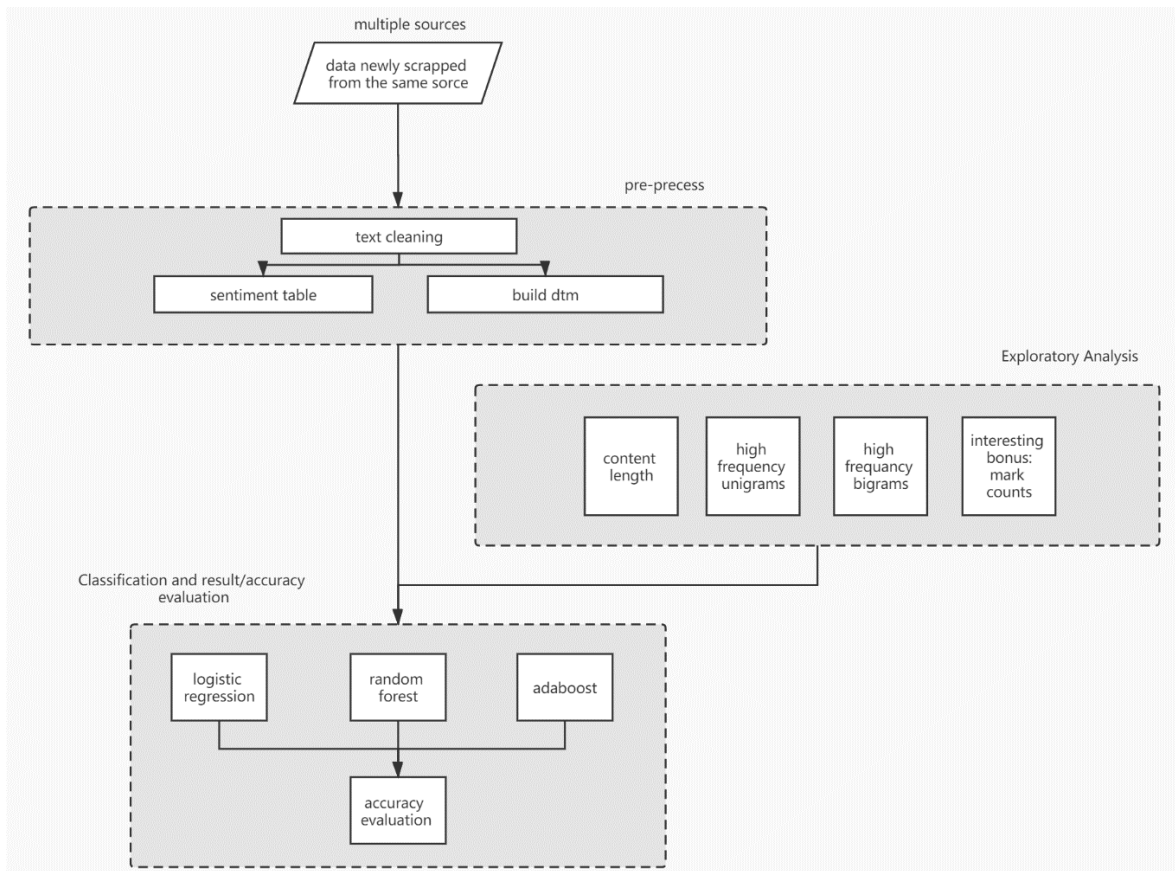 multiple sources
data newly scrapped
from the same sorce
pre-precess
text cleaning
sentiment table
build dtm
Exploratory Analysis
content
length
high
frequency
unigrams
high
frequancy
bigrams
interesting
bonus:
mark
counts
Classification and result/accuracy
evaluation
logistic
regression
random
forest
adaboost
accuracy
evaluation